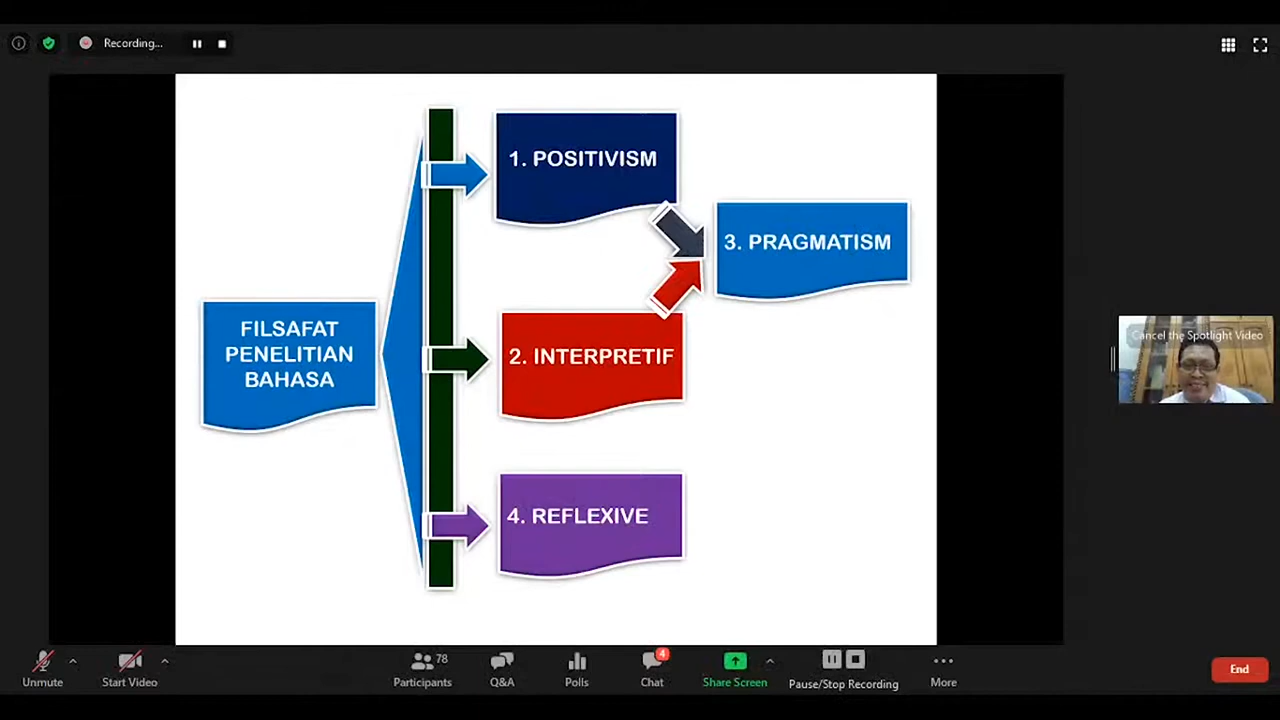 Recording...
1. POSITIVISM
3. PRAGMATISM
FILSAFAT
PENELITIAN
BAHASA
2. INTERPRETIF
4. REFLEXIVE
Cancel the Spotlight Video
Unmute
Start Video
78
Participants
Q&A
Polls
4
Chat
Share Screen
Pause/Stop Recording
More
End